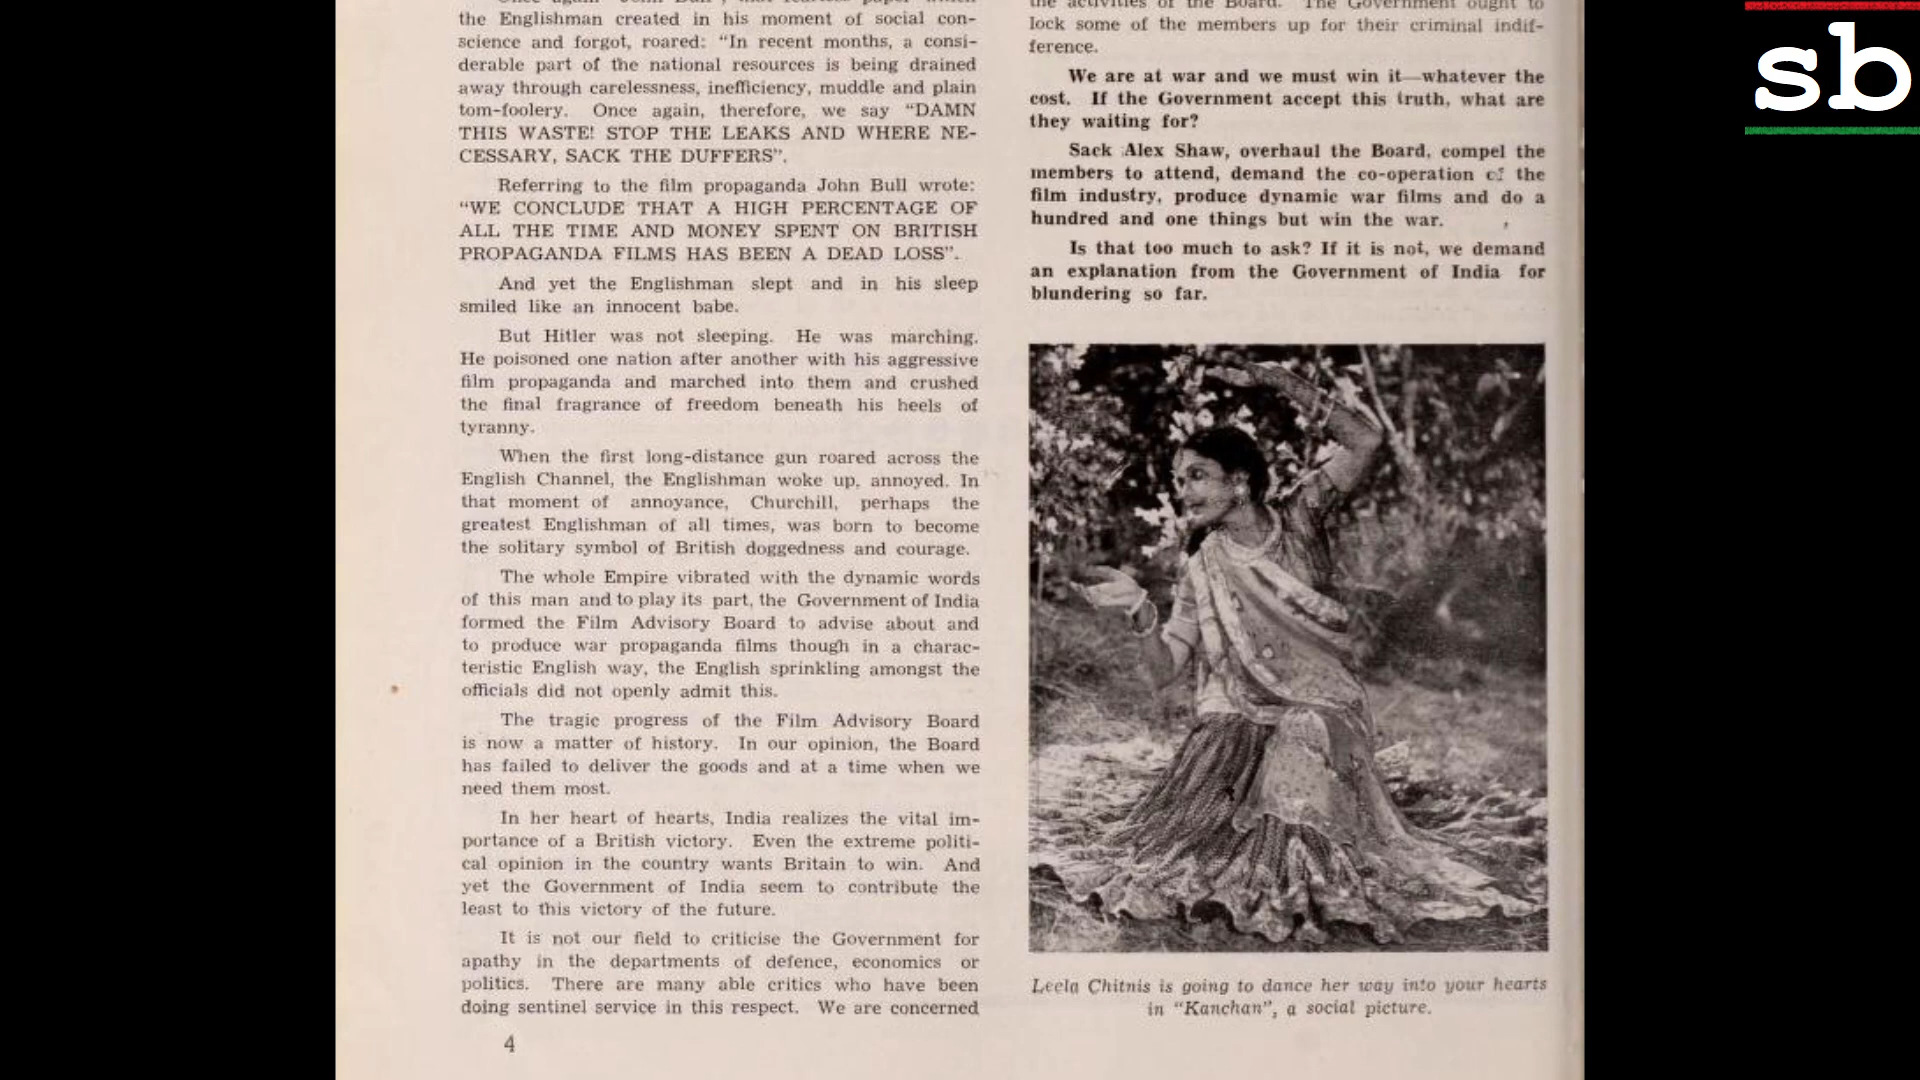 the Englishman created in his moment of social con-
science and forgot, roared: “In recent months, a consi-
derable part of the national resources is being drained
away through carelessness, inefficiency, muddle and plain
tom-foolery. Once again, therefore, we say “DAMN
THIS WASTE! STOP THE LEAKS AND WHERE NE-
CESSARY, SACK THE DUFFERS”.
Referring to the film propaganda John Bull wrote:
“WE CONCLUDE THAT A HIGH PERCENTAGE OF
ALL THE TIME AND MONEY SPENT ON BRITISH
PROPAGANDA FILMS HAS BEEN A DEAD LOSS”.
And yet the Englishman slept and in his sleep
smiled like an innocent babe.
But Hitler was not sleeping. He was marching.
He poisoned one nation after another with his aggressive
film propaganda and marched into them and crushed
the final fragrance of freedom beneath his heels of
tyranny.
When the first long-distance gun roared across the
English Channel, the Englishman woke up, annoyed. In
that moment of annoyance, Churchill, perhaps the
greatest Englishman of all times, was born to become
the solitary symbol of British doggedness and courage.
The whole Empire vibrated with the dynamic words
of this man and to play its part, the Government of India
formed the Film Advisory Board to advise about and
to produce war propaganda films though in a charac-
teristic English way, the English sprinkling amongst the
officials did not openly admit this.
The tragic progress of the Film Advisory Board
is now a matter of history. In our opinion, the Board
has failed to deliver the goods and at a time when we
need them most.
In her heart of hearts, India realizes the vital im-
portance of a British victory. Even the extreme politi-
cal opinion in the country wants Britain to win. And
yet the Government of India seem to contribute the
least to this victory of the future.
It is not our field to criticise the Government for
apathy in the departments of defence, economics or
politics. There are many able critics who have been
doing sentinel service in this respect. We are concerned
4
the activities of the Board. The Government ought to
lock some of the members up for their criminal indif-
ference.
We are at war and we must win it—whatever the
cost. If the Government accept this truth, what are
they waiting for?
Sack Alex Shaw, overhaul the Board, compel the
members to attend, demand the co-operation of the
film industry, produce dynamic war films and do a
hundred and one things but win the war.
Is that too much to ask? If it is not, we demand
an explanation from the Government of India for
blundering so far.
Leela Chitnis is going to dance her way into your hearts
in “Kanchan”, a social picture.
sb